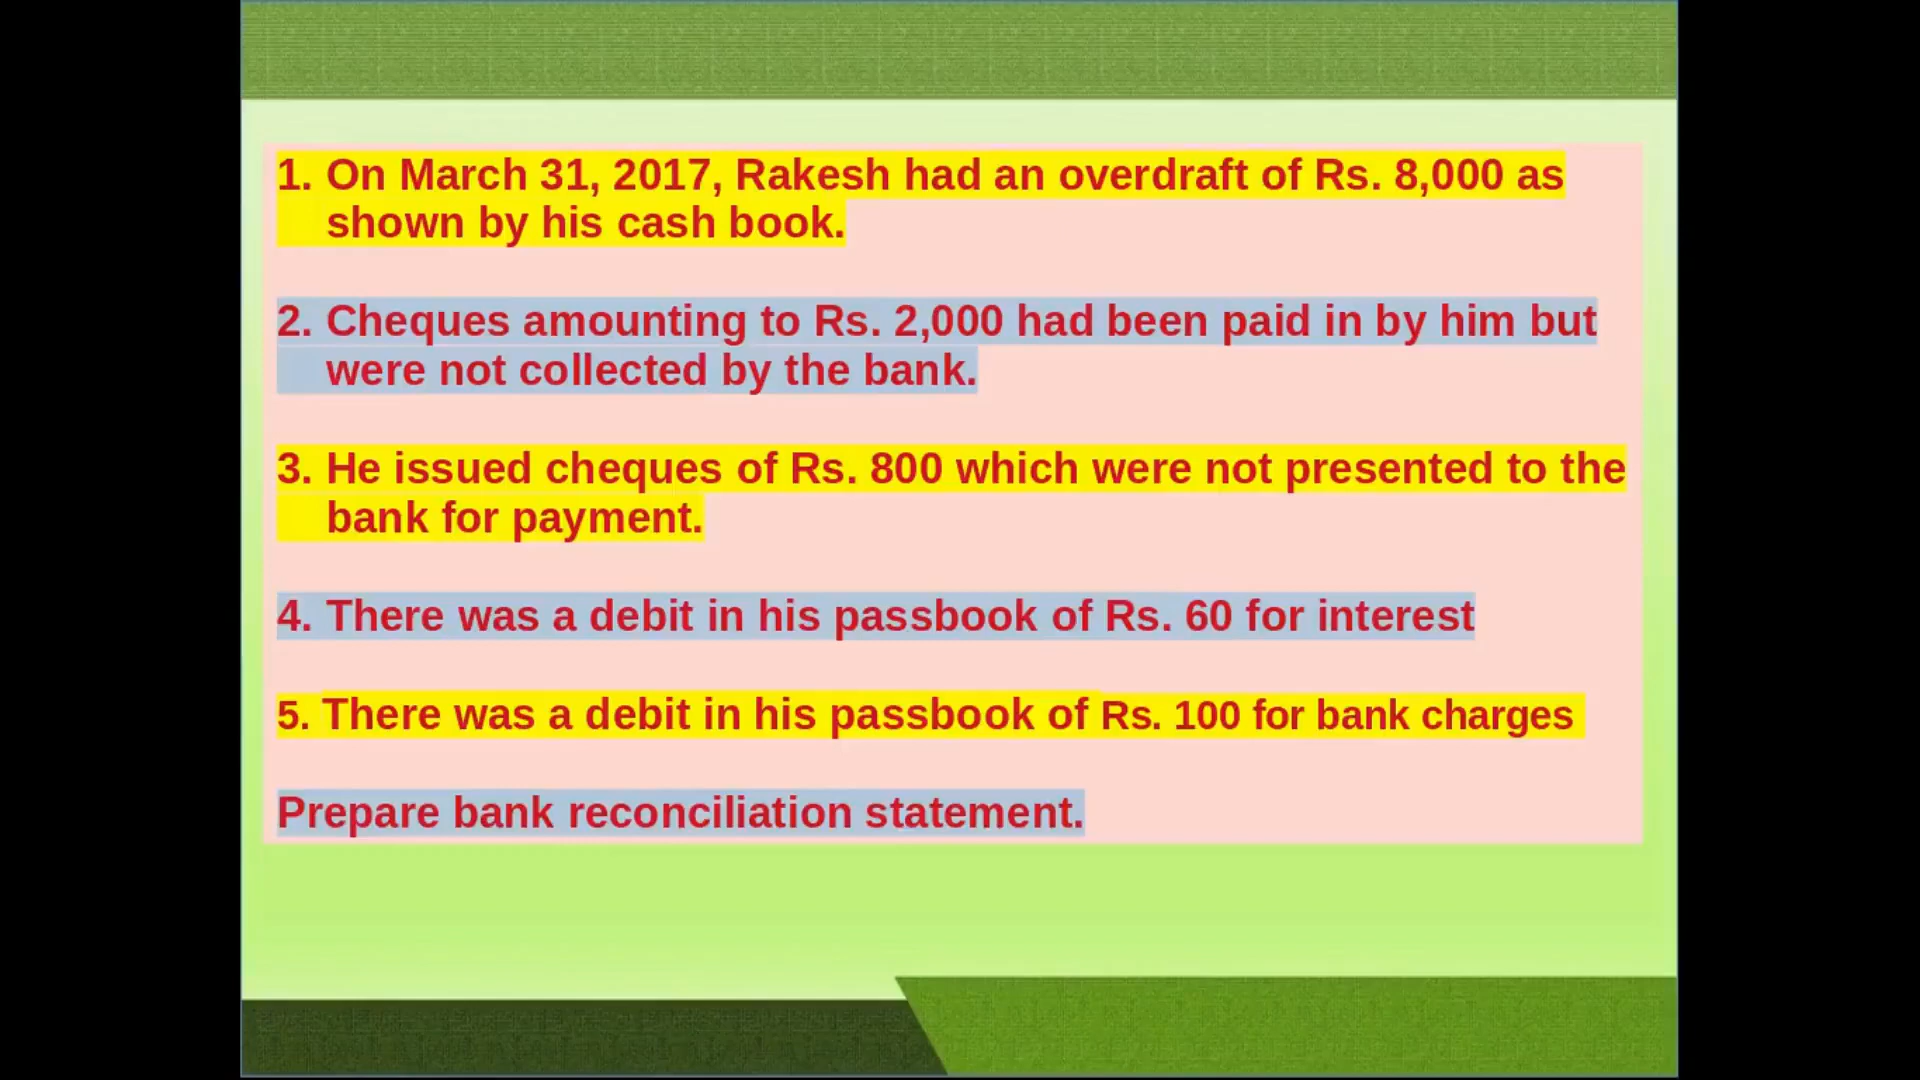 1. On March 31, 2017, Rakesh had an overdraft of Rs. 8,000 as
shown by his cash book.
2. Cheques amounting to Rs. 2,000 had been paid in by him but
were not collected by the bank.
3. He issued cheques of Rs. 800 which were not presented to the
bank for payment.
4. There was a debit in his passbook of Rs. 60 for interest
5. There was a debit in his passbook of Rs. 100 for bank charges
Prepare bank reconciliation statement.